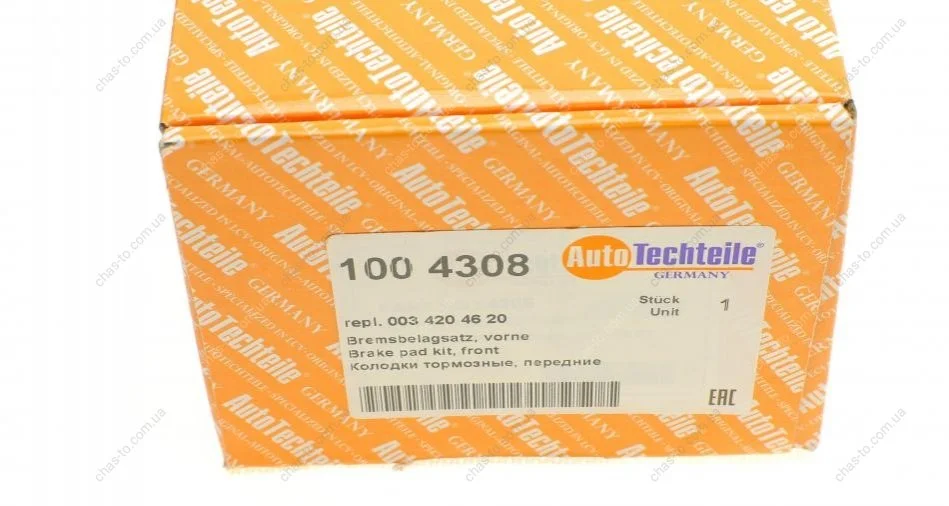 100 4308
AutoTechteile®
GERMANY
Stück
Unit
1
repl. 003 420 46 20
Bremsbelagsatz, vorne
Brake pad kit, front
Колодки тормозные, передние
EAC
AutoTechteile
GERMANY
chas-to.com.ua